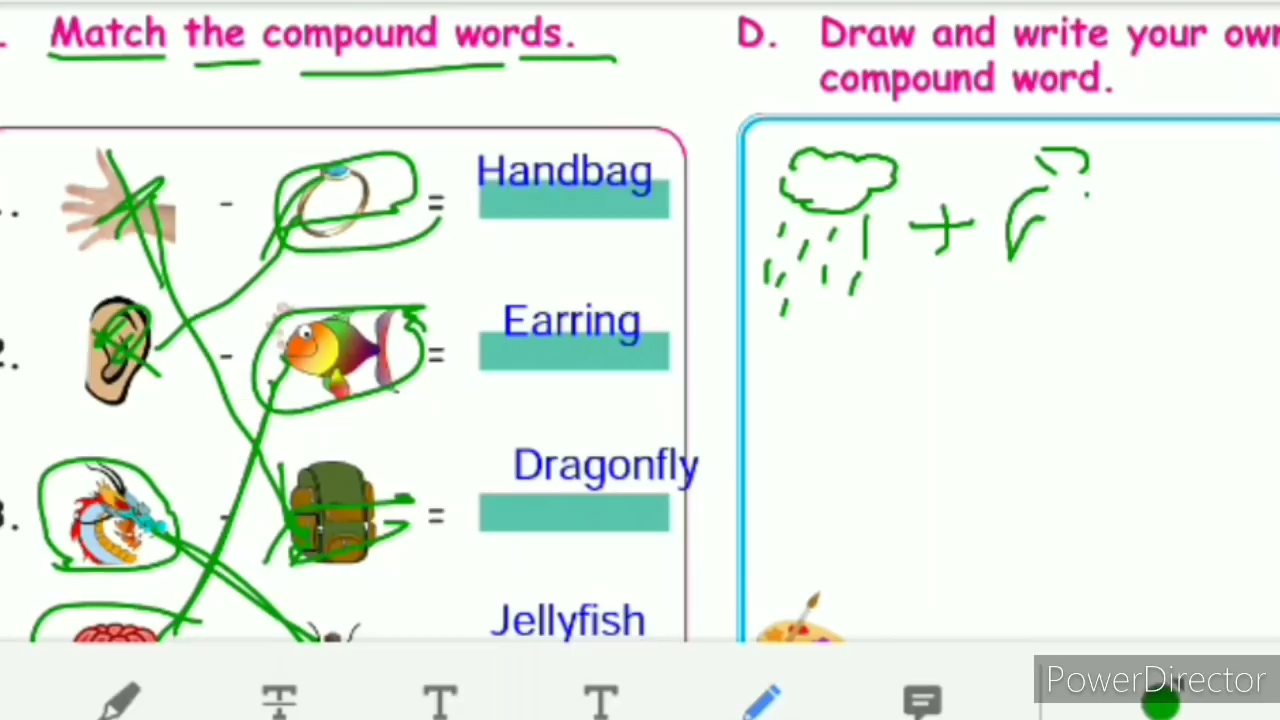 Match the compound words.
Handbag
Earring
Dragonfly
Jellyfish
D. Draw and write your own
compound word.
PowerDirector